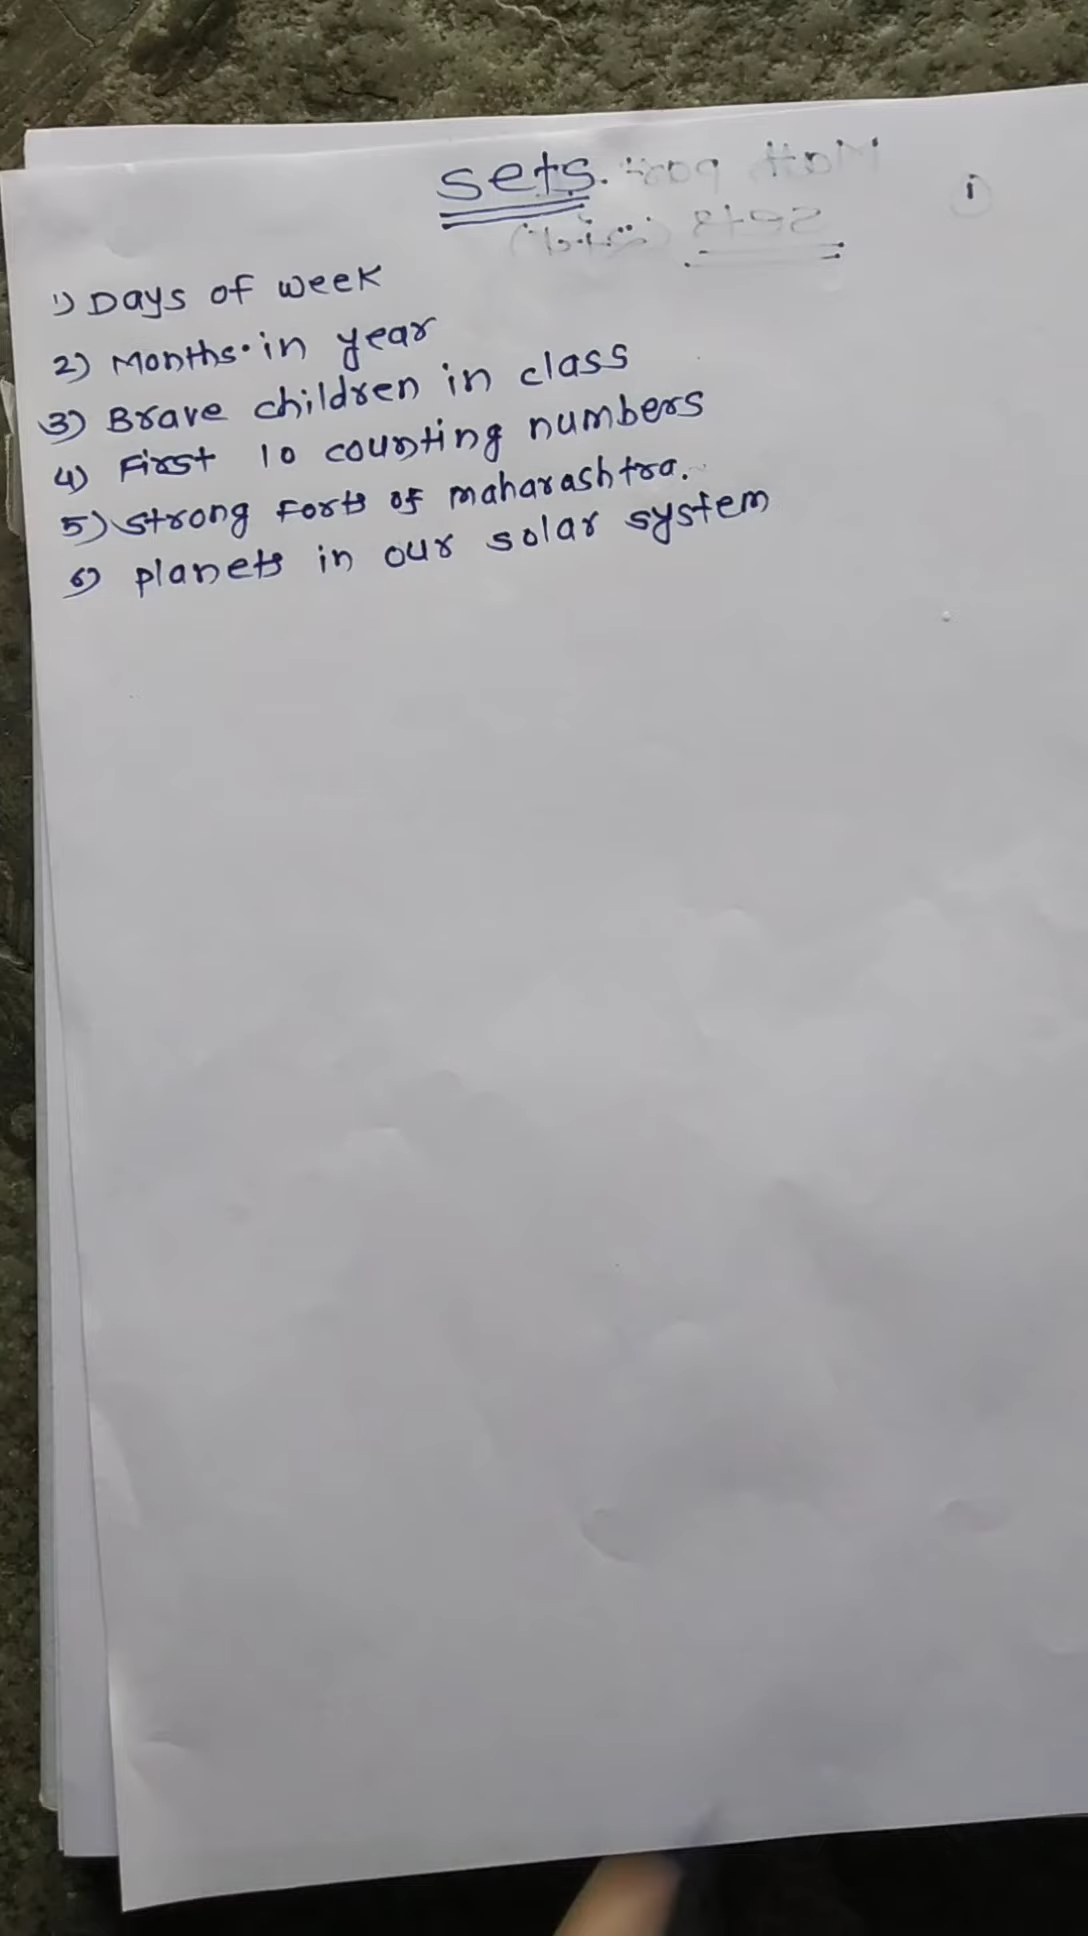 sets.
1) Days of week
2) Months in year
3) Brave children in class
4) First 10 counting numbers
5) strong forts of maharashtra.
6) planets in our solar system